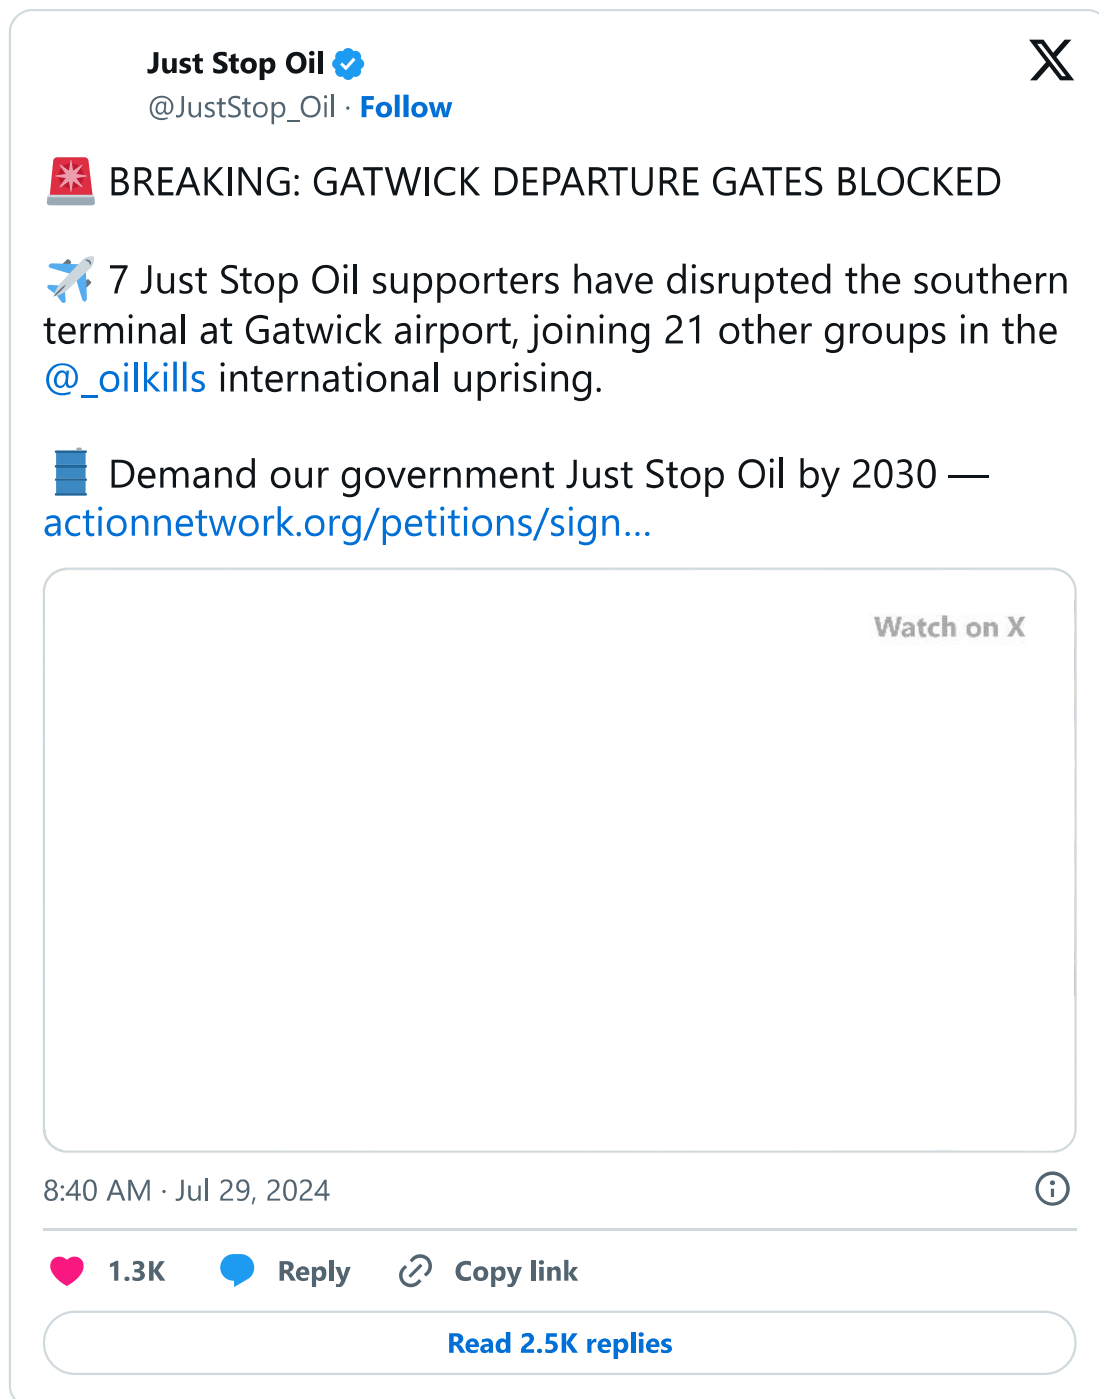 Just Stop Oil
@JustStop_Oil · Follow
🚨 BREAKING: GATWICK DEPARTURE GATES BLOCKED
✈️ 7 Just Stop Oil supporters have disrupted the southern
terminal at Gatwick airport, joining 21 other groups in the
@_oilkills international uprising.
🛢️ Demand our government Just Stop Oil by 2030 —
actionnetwork.org/petitions/sign…
Watch on X
8:40 AM · Jul 29, 2024
1.3K Reply Copy link
Read 2.5K replies